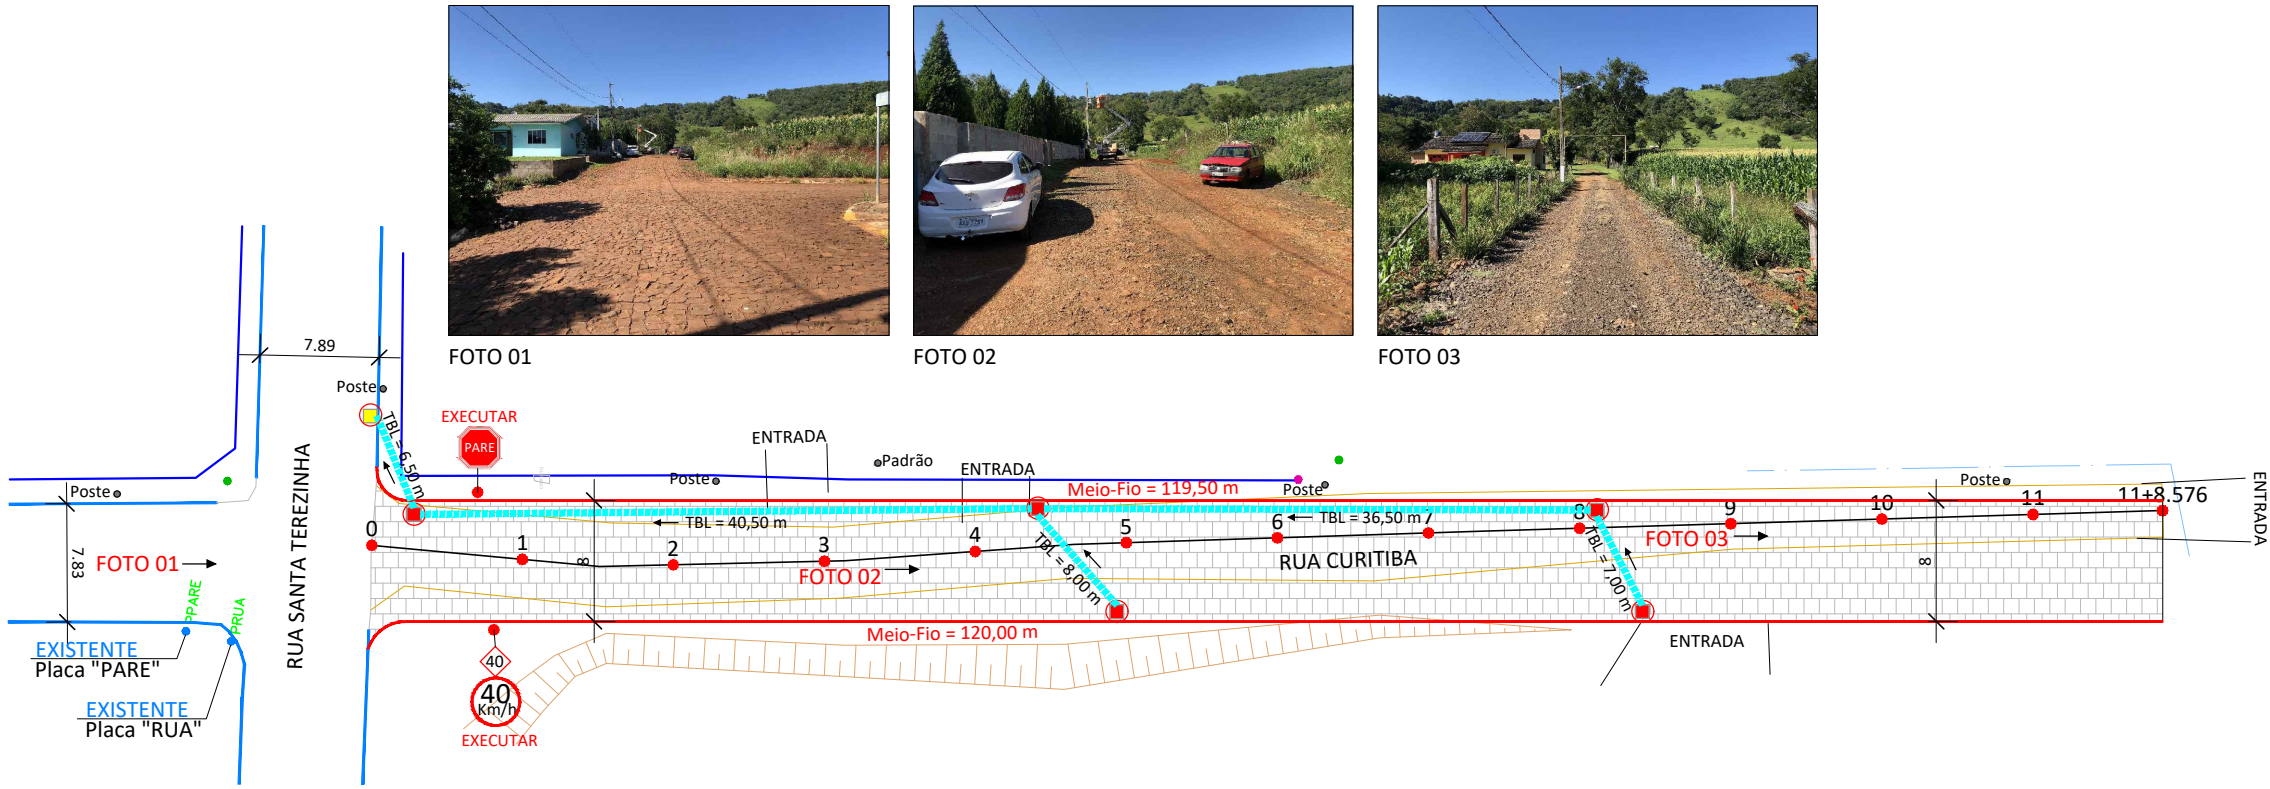 FOTO 01
FOTO 02
FOTO 03
7.89
Poste
TBL = 6,50 m
EXECUTAR
PARE
ENTRADA
Padrão
ENTRADA
Poste
Poste
Poste
Poste
Meio-Fio = 119,50 m
TBL = 40,50 m
TBL = 36,50 m
0
1
2
3
4
5
6
7
8
9
10
11
11+8.576
ENTRADA
7.83
FOTO 01
RUA SANTA TEREZINHA
8
FOTO 02
TBL = 8,00 m
RUA CURITIBA
TBL = 7,00 m
FOTO 03
8
PPARE
PRUA
EXISTENTE
Placa "PARE"
EXISTENTE
Placa "RUA"
Meio-Fio = 120,00 m
ENTRADA
40
40
Km/h
EXECUTAR